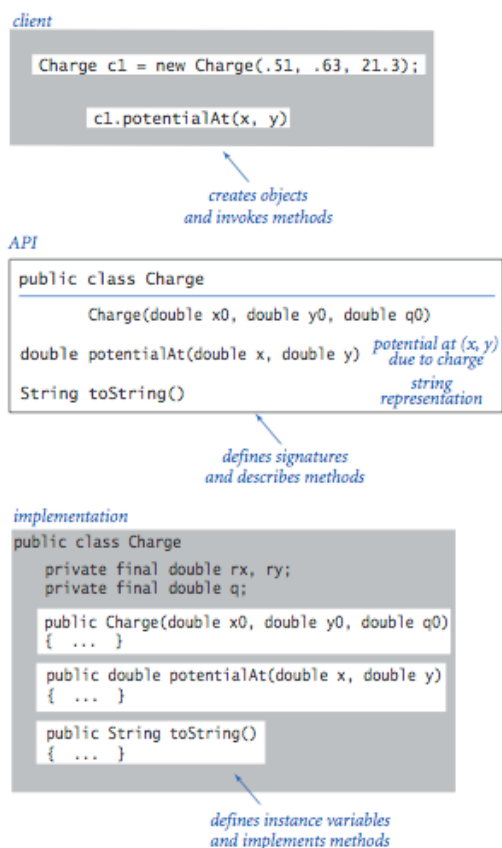 client
Charge c1 = new Charge(.51, .63, 21.3);
c1.potentialAt(x, y)
creates objects
and invokes methods
API
public class Charge
Charge(double x0, double y0, double q0)
double potentialAt(double x, double y) potential at (x, y)
due to charge
String toString() string
representation
defines signatures
and describes methods
implementation
public class Charge
private final double rx, ry;
private final double q;
public Charge(double x0, double y0, double q0)
{ ... }
public double potentialAt(double x, double y)
{ ... }
public String toString()
{ ... }
defines instance variables
and implements methods